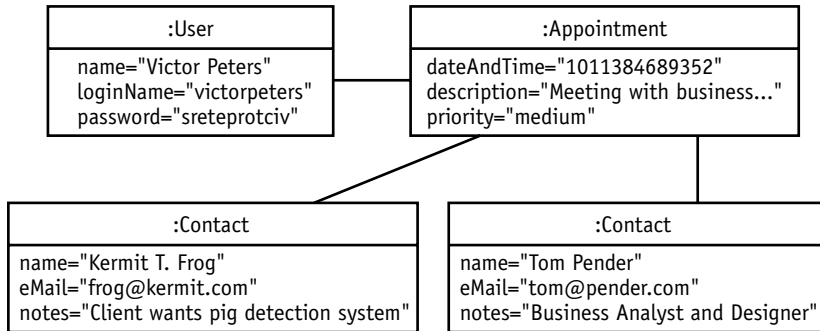 :User
name="Victor Peters"
loginName="victorpeters"
password="sreteprotciv"
:Appointment
dateAndTime="1011384689352"
description="Meeting with business..."
priority="medium"
:Contact
name="Kermit T. Frog"
eMail="frog@kermit.com"
notes="Client wants pig detection system"
:Contact
name="Tom Pender"
eMail="tom@pender.com"
notes="Business Analyst and Designer"